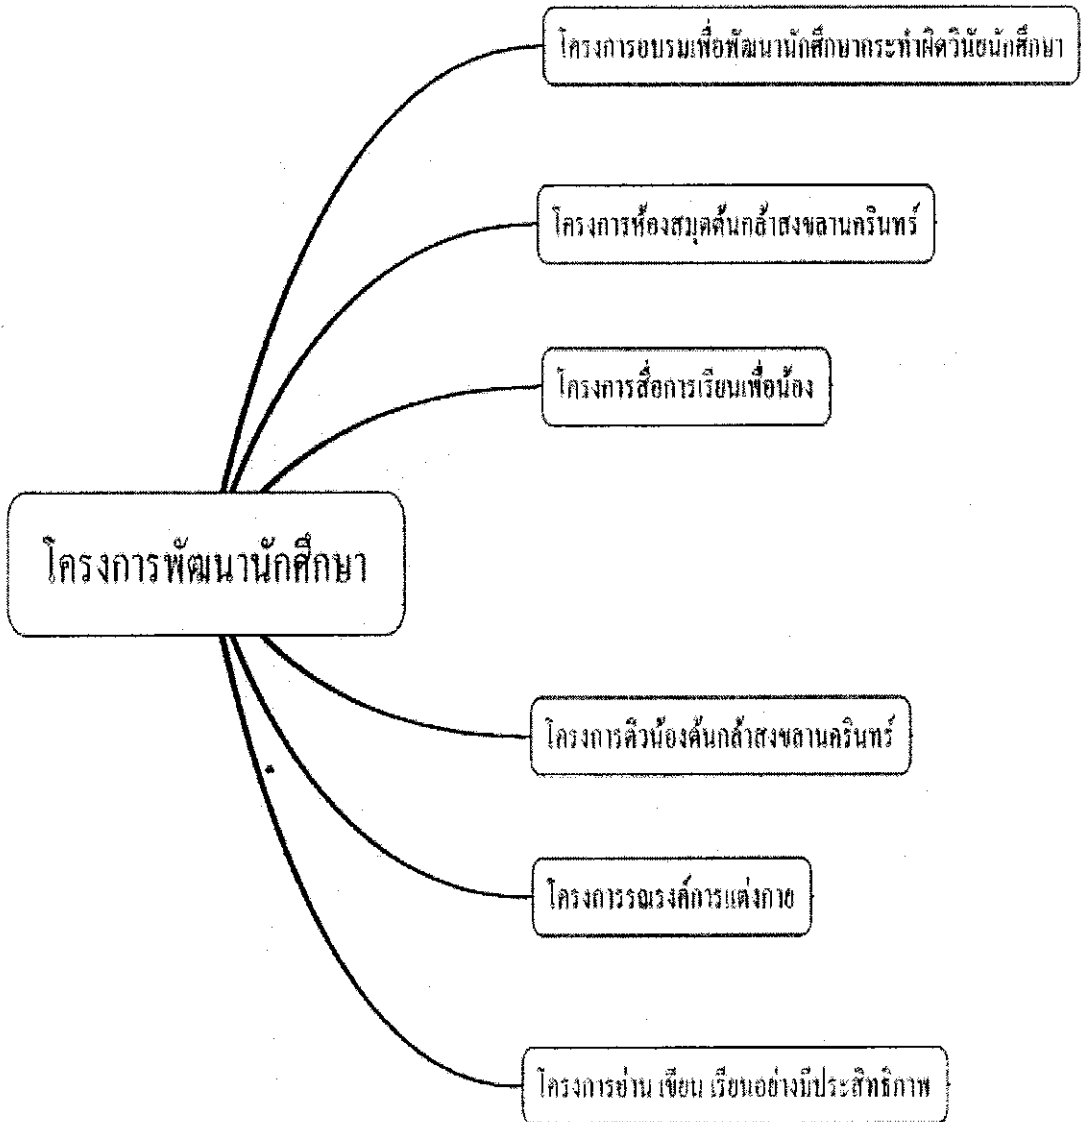 โครงการอบรมเพื่อพัฒนานักศึกษากระทำผิดวินัยนักศึกษา
โครงการห้องสมุดต้นกล้าสงขลานครินทร์
โครงการสื่อการเรียนเพื่อน้อง
โครงการพัฒนานักศึกษา
โครงการติวน้องต้นกล้าสงขลานครินทร์
โครงการรณรงค์การแต่งกาย
โครงการอ่าน เขียน เรียนอย่างมีประสิทธิภาพ